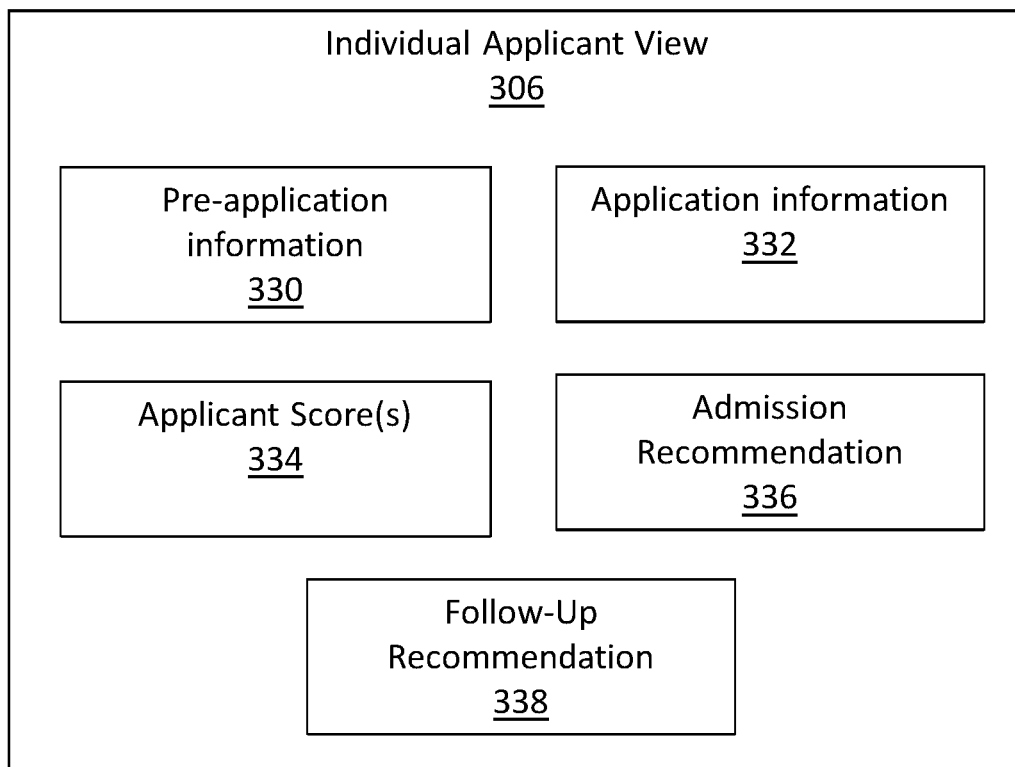 Individual Applicant View
306
Pre-application
information
330
Application information
332
Applicant Score(s)
334
Admission
Recommendation
336
Follow-Up
Recommendation
338